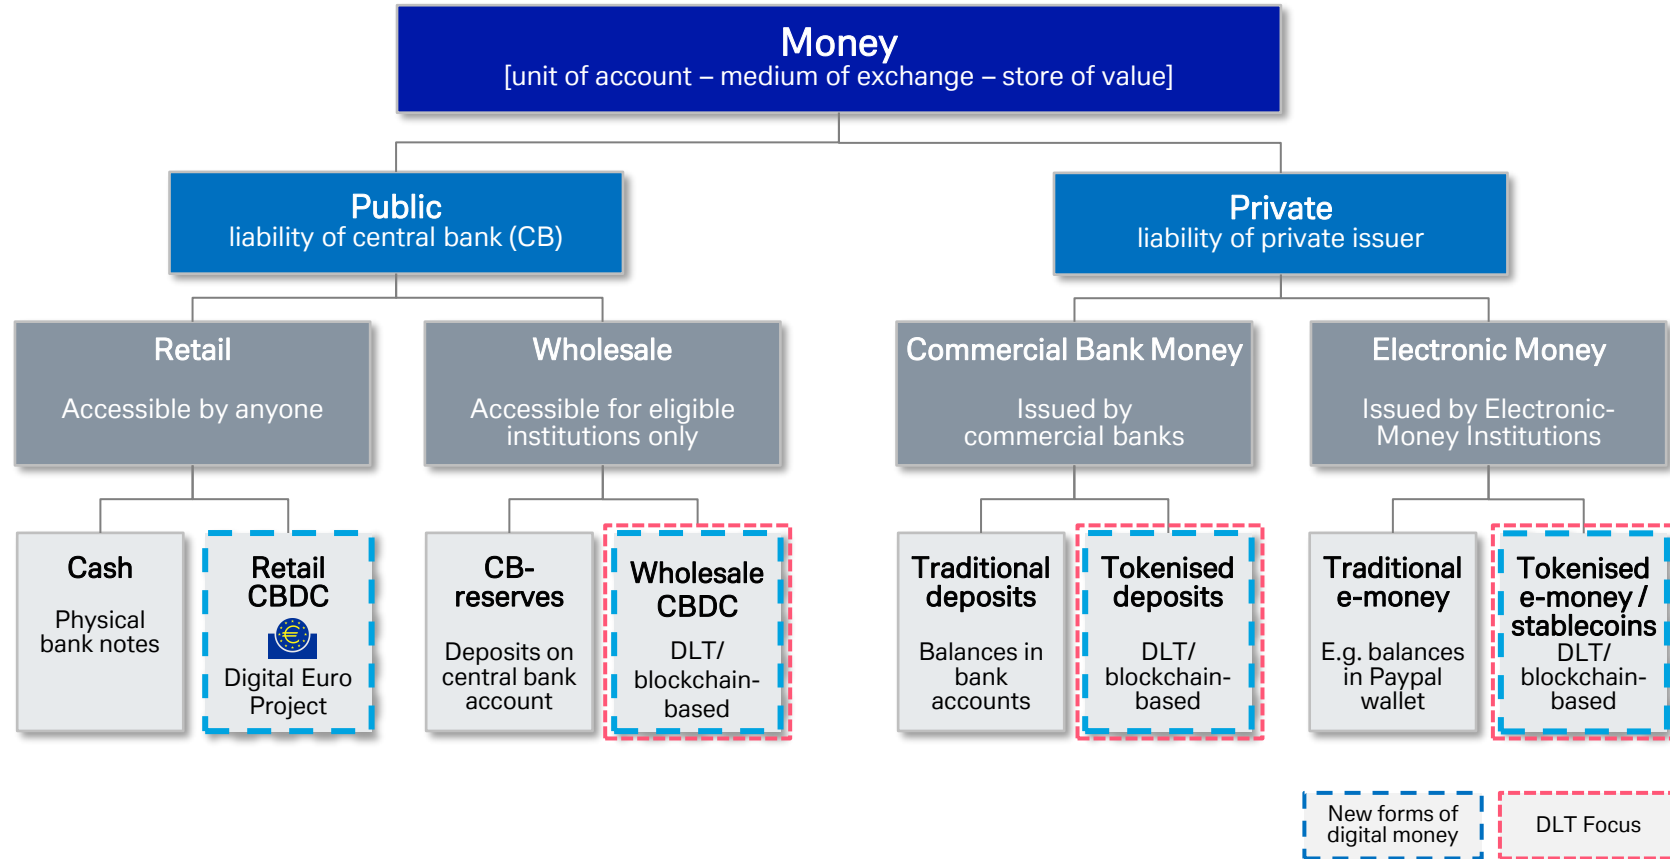 Money
[unit of account – medium of exchange – store of value]
Public
liability of central bank (CB)
Private
liability of private issuer
Retail
Accessible by anyone
Wholesale
Accessible for eligible
institutions only
Commercial Bank Money
Issued by
commercial banks
Electronic Money
Issued by Electronic-
Money Institutions
Cash
Physical
bank notes
Retail
CBDC
€
Digital Euro
Project
CB-
reserves
Deposits on
central bank
account
Wholesale
CBDC
DLT/
blockchain-
based
Traditional
deposits
Balances in
bank
accounts
Tokenised
deposits
DLT/
blockchain-
based
Traditional
e-money
E.g. balances
in Paypal
wallet
Tokenised
e-money /
stablecoins
DLT/
blockchain-
based
New forms of
digital money
DLT Focus